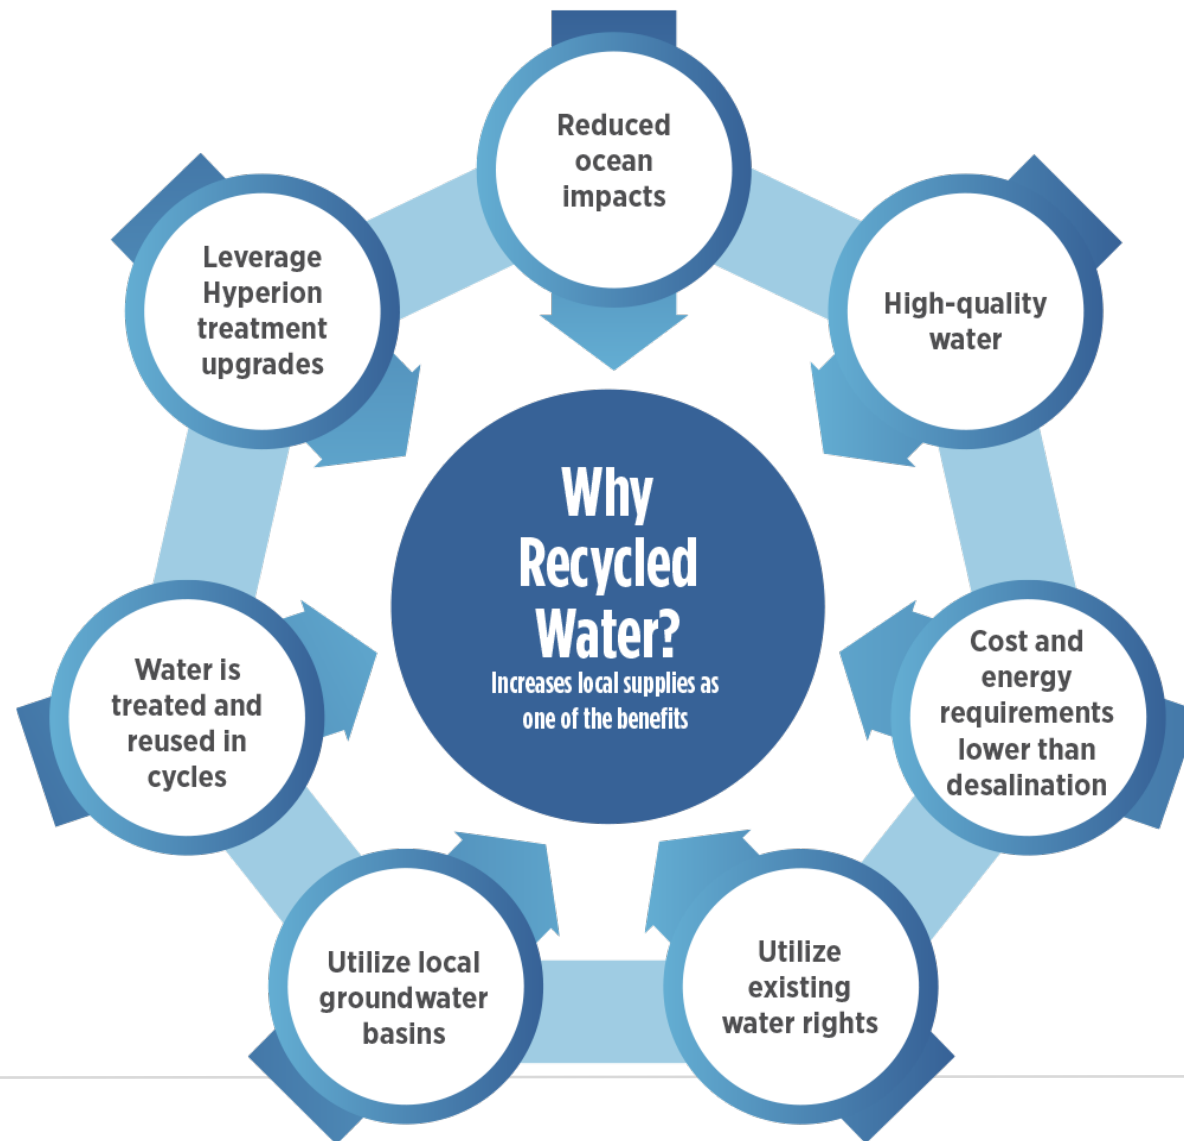 Reduced
ocean
impacts
High-quality
water
Cost and
energy
requirements
lower than
desalination
Utilize
existing
water rights
Utilize local
groundwater
basins
Water is
treated and
reused in
cycles
Leverage
Hyperion
treatment
upgrades
Why
Recycled
Water?
Increases local supplies as
one of the benefits